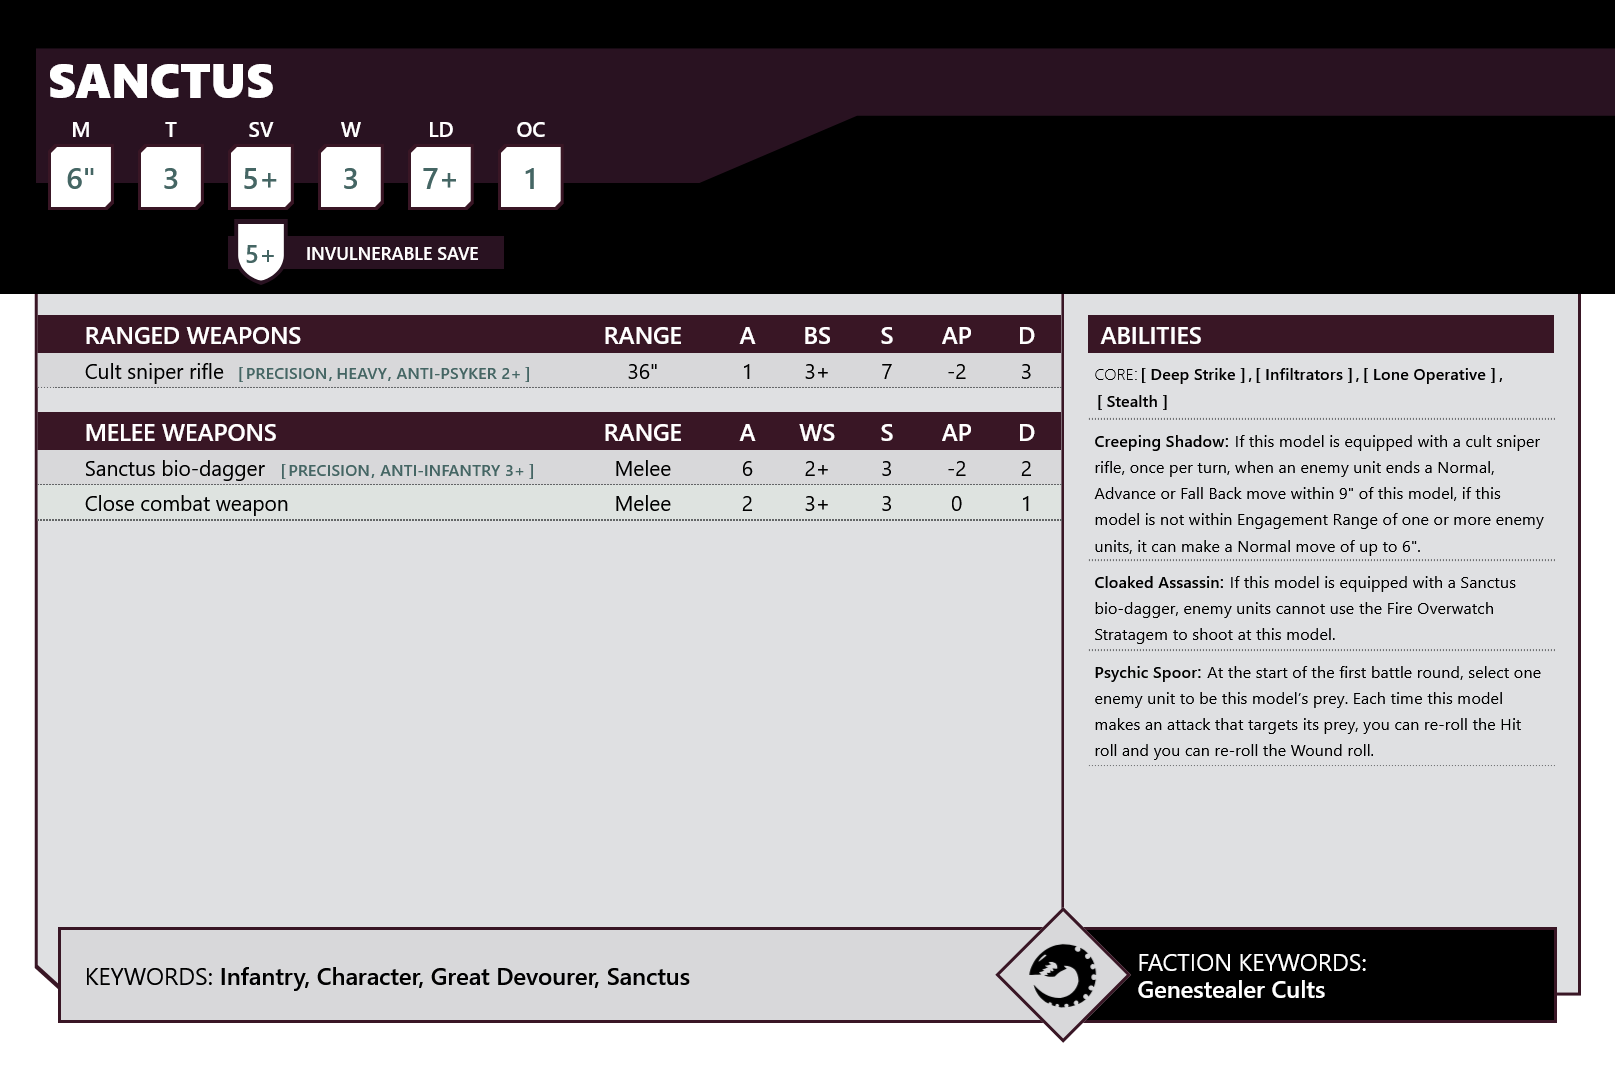 SANCTUS
M T SV W LD OC
6" 3 5+ 3 7+ 1
5+ INVULNERABLE SAVE
RANGED WEAPONS RANGE A BS S AP D
Cult sniper rifle [ PRECISION, HEAVY, ANTI-PSYKER 2+ ] 36" 1 3+ 7 -2 3
MELEE WEAPONS RANGE A WS S AP D
Sanctus bio-dagger [ PRECISION, ANTI-INFANTRY 3+ ] Melee 6 2+ 3 -2 2
Close combat weapon Melee 2 3+ 3 0 1
ABILITIES
CORE: [ Deep Strike ] , [ Infiltrators ] , [ Lone Operative ] ,
[ Stealth ]
Creeping Shadow: If this model is equipped with a cult sniper
rifle, once per turn, when an enemy unit ends a Normal,
Advance or Fall Back move within 9" of this model, if this
model is not within Engagement Range of one or more enemy
units, it can make a Normal move of up to 6".
Cloaked Assassin: If this model is equipped with a Sanctus
bio-dagger, enemy units cannot use the Fire Overwatch
Stratagem to shoot at this model.
Psychic Spoor: At the start of the first battle round, select one
enemy unit to be this model's prey. Each time this model
makes an attack that targets its prey, you can re-roll the Hit
roll and you can re-roll the Wound roll.
KEYWORDS: Infantry, Character, Great Devourer, Sanctus
FACTION KEYWORDS:
Genestealer Cults